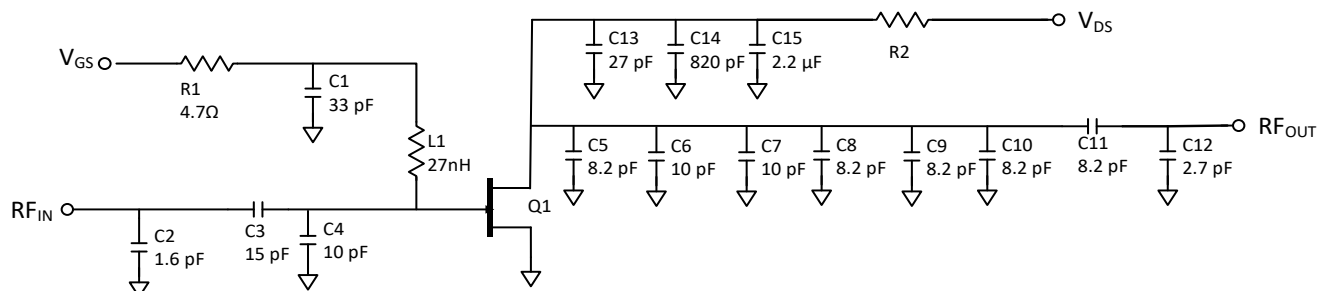 V_GS
R1
4.7Ω
C1
33 pF
L1
27nH
RF_IN
C2
1.6 pF
C3
15 pF
C4
10 pF
Q1
C13
27 pF
C14
820 pF
C15
2.2 µF
R2
V_DS
C5
8.2 pF
C6
10 pF
C7
10 pF
C8
8.2 pF
C9
8.2 pF
C10
8.2 pF
C11
8.2 pF
C12
2.7 pF
RF_OUT